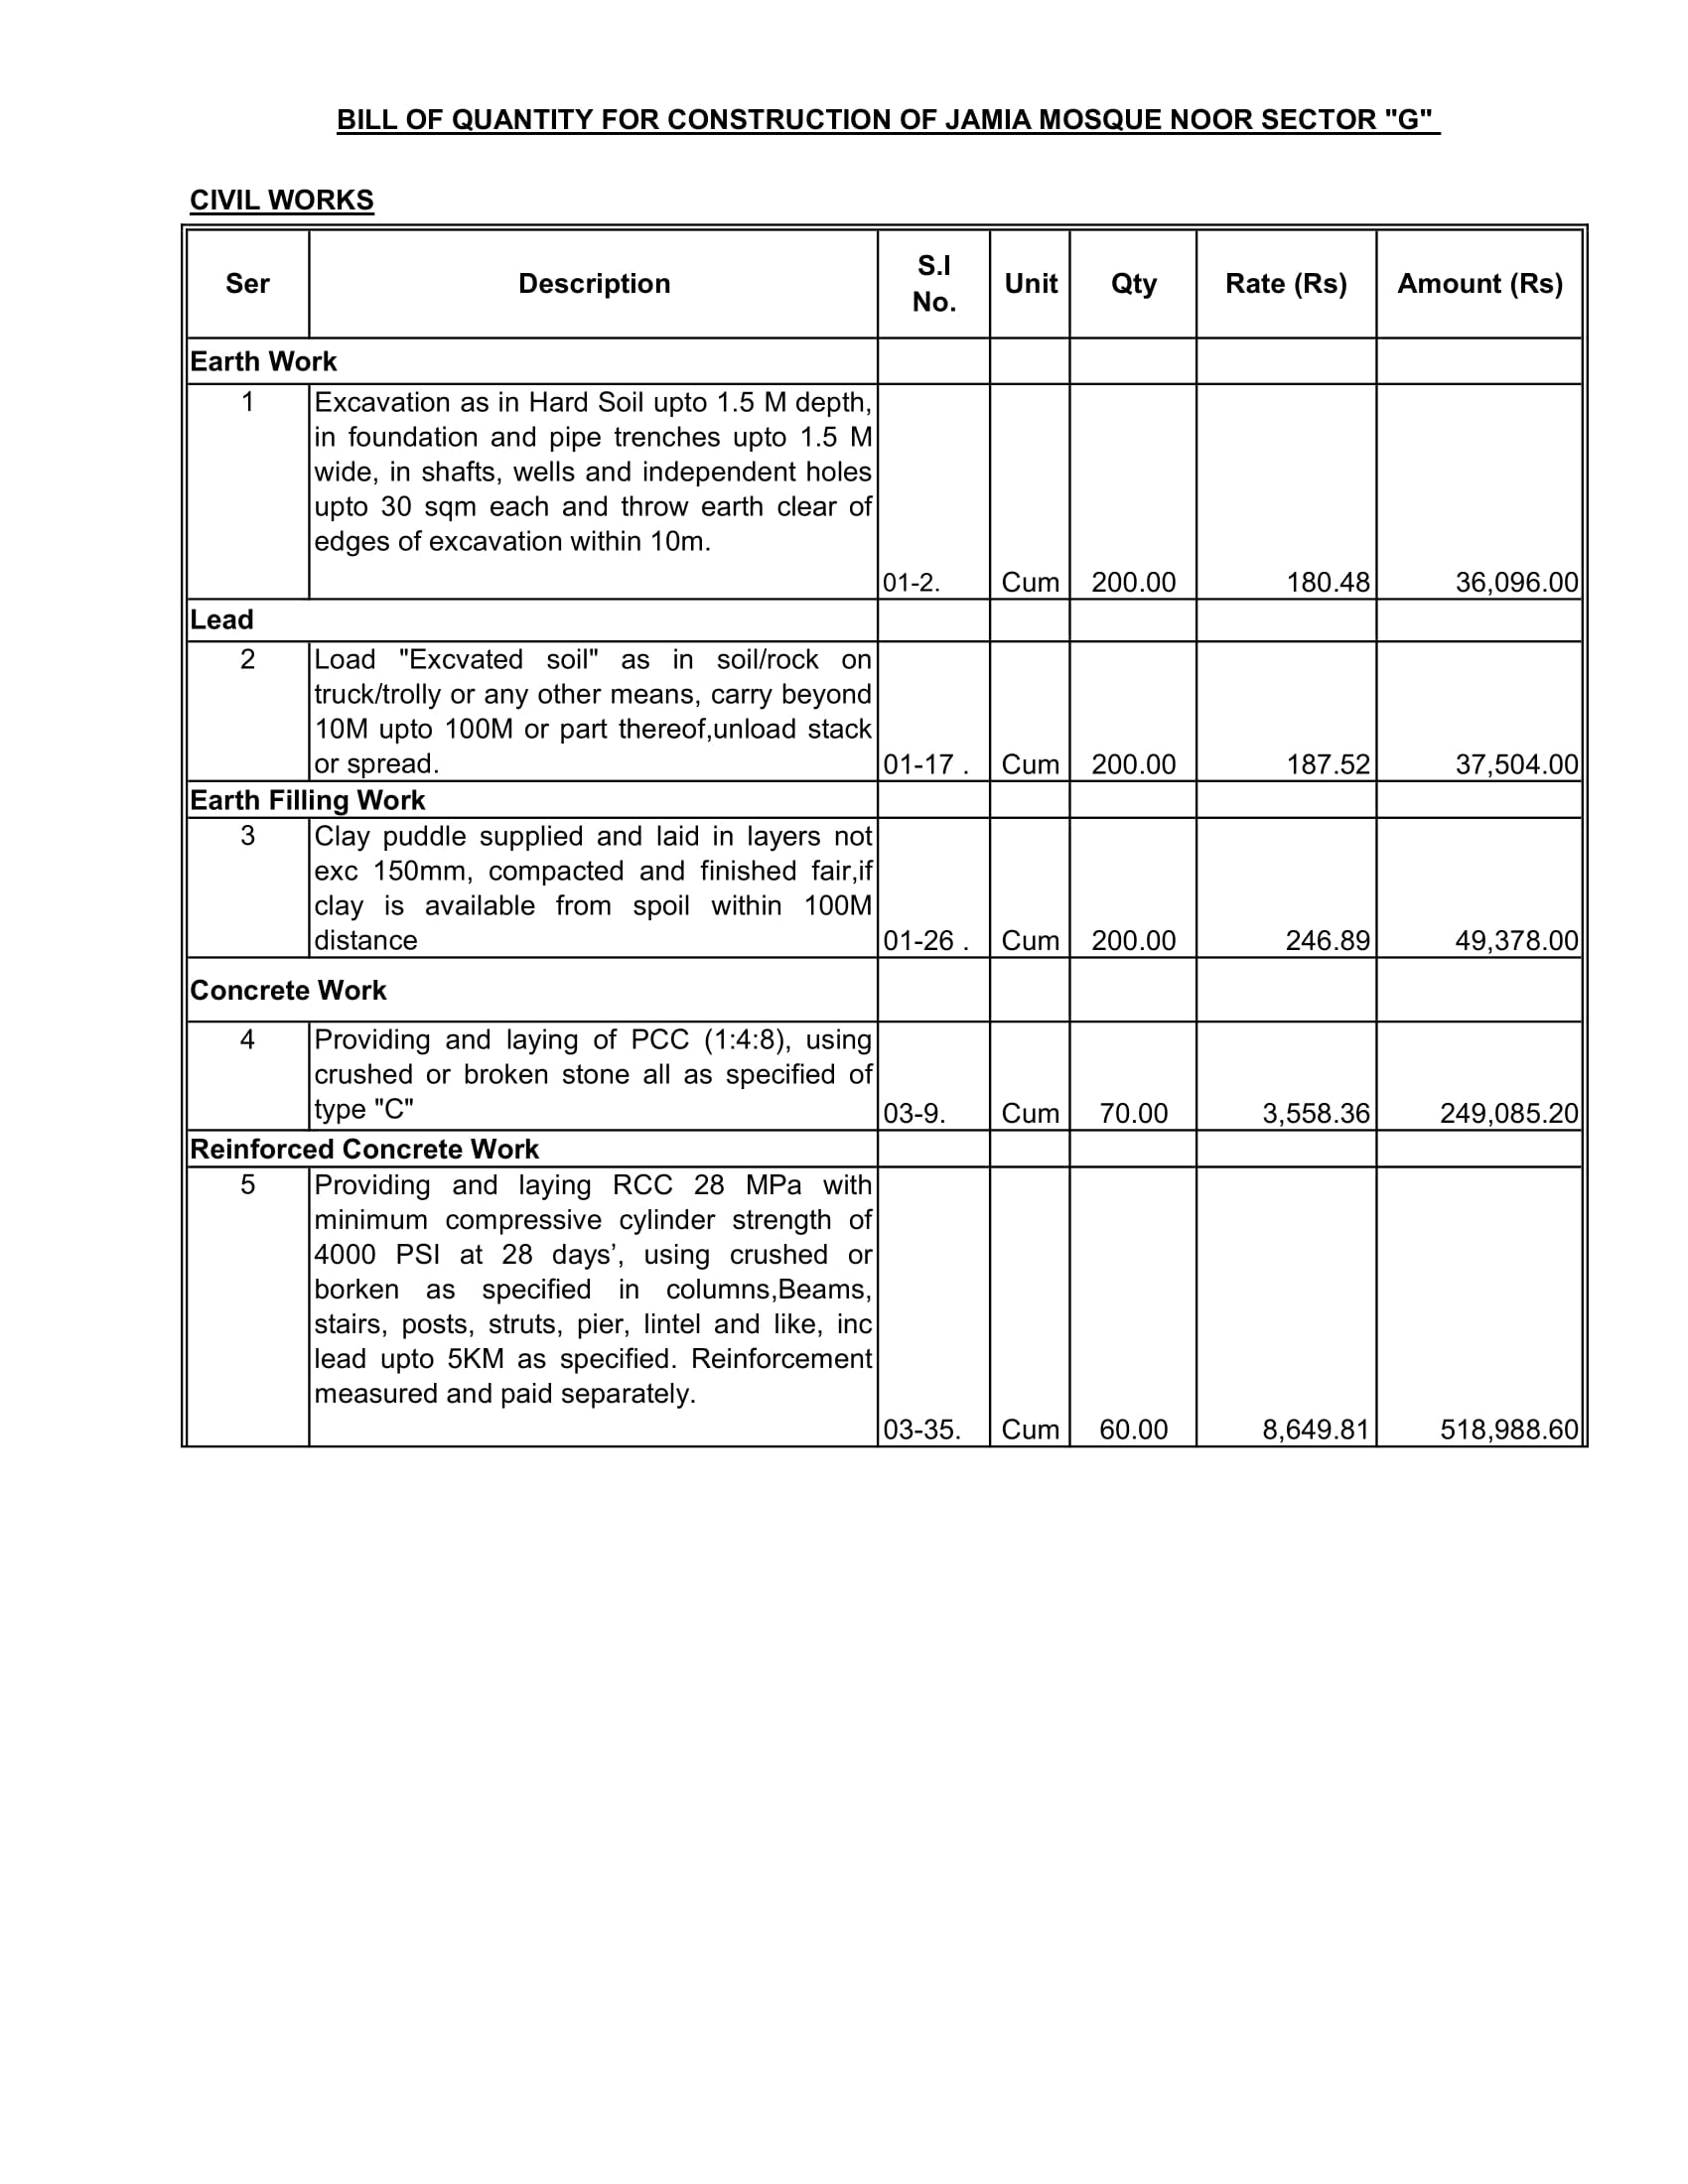 BILL OF QUANTITY FOR CONSTRUCTION OF JAMIA MOSQUE NOOR SECTOR "G"
CIVIL WORKS
Ser Description S.I No. Unit Qty Rate (Rs) Amount (Rs)
Earth Work
1 Excavation as in Hard Soil upto 1.5 M depth,
in foundation and pipe trenches upto 1.5 M
wide, in shafts, wells and independent holes
upto 30 sqm each and throw earth clear of
edges of excavation within 10m.
01-2. Cum 200.00 180.48 36,096.00
Lead
2 Load "Excvated soil" as in soil/rock on
truck/trolly or any other means, carry beyond
10M upto 100M or part thereof,unload stack
or spread. 01-17 . Cum 200.00 187.52 37,504.00
Earth Filling Work
3 Clay puddle supplied and laid in layers not
exc 150mm, compacted and finished fair,if
clay is available from spoil within 100M
distance 01-26 . Cum 200.00 246.89 49,378.00
Concrete Work
4 Providing and laying of PCC (1:4:8), using
crushed or broken stone all as specified of
type "C" 03-9. Cum 70.00 3,558.36 249,085.20
Reinforced Concrete Work
5 Providing and laying RCC 28 MPa with
minimum compressive cylinder strength of
4000 PSI at 28 days’, using crushed or
borken as specified in columns,Beams,
stairs, posts, struts, pier, lintel and like, inc
lead upto 5KM as specified. Reinforcement
measured and paid separately.
03-35. Cum 60.00 8,649.81 518,988.60